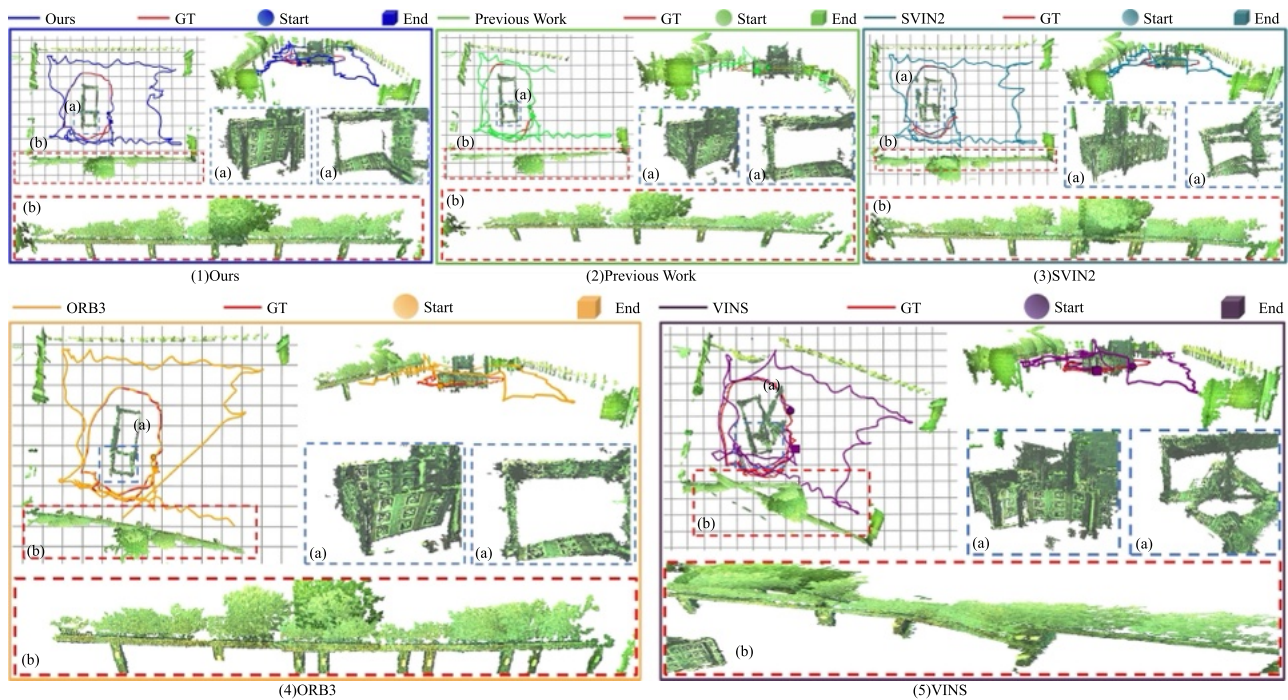 Ours GT Start End
Previous Work GT Start End
SVIN2 GT Start End
(a)
(b)
(a)
(a)
(b)
(1)Ours
(a)
(b)
(a)
(a)
(b)
(2)Previous Work
(a)
(b)
(a)
(a)
(b)
(3)SVIN2
ORB3 GT Start End
VINS GT Start End
(a)
(b)
(a)
(a)
(b)
(4)ORB3
(a)
(b)
(a)
(a)
(b)
(5)VINS